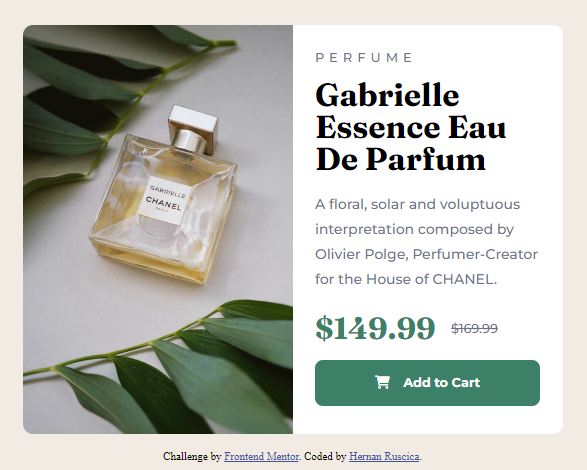 PERFUME
Gabrielle
Essence Eau
De Parfum
A floral, solar and voluptuous
interpretation composed by
Olivier Polge, Perfumer-Creator
for the House of CHANEL.
$149.99 $169.99
Add to Cart
GABRIELLE
CHANEL
PARIS
Challenge by Frontend Mentor. Coded by Hernan Ruscica.